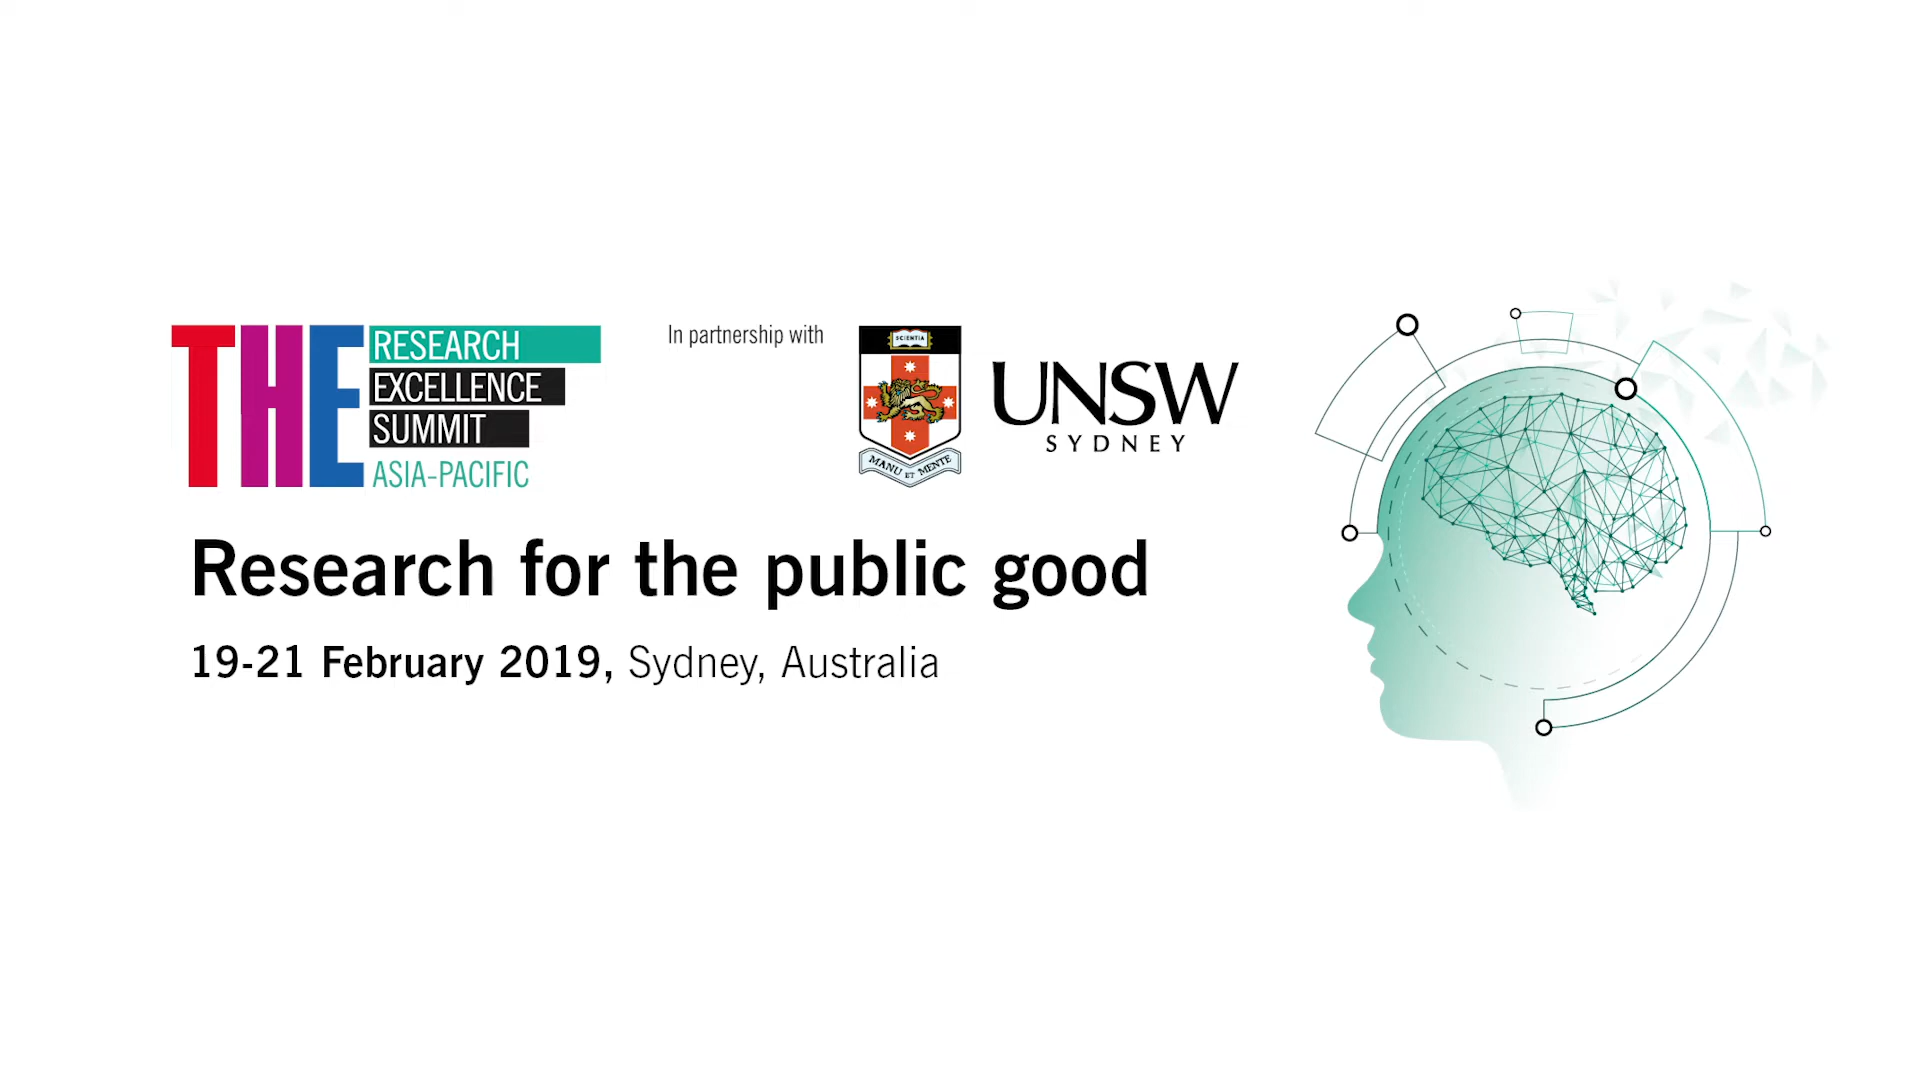 THE
RESEARCH
EXCELLENCE
SUMMIT
ASIA-PACIFIC
In partnership with
SCIENTIA
MANU ET MENTE
UNSW
SYDNEY
Research for the public good
19-21 February 2019, Sydney, Australia